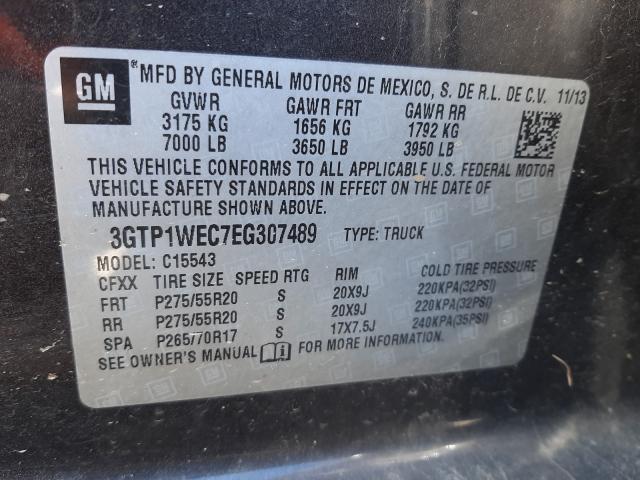 GM ® MFD BY GENERAL MOTORS DE MEXICO, S. DE R.L. DE C.V. 11/13
GVWR GAWR FRT GAWR RR
3175 KG 1656 KG 1792 KG
7000 LB 3650 LB 3950 LB
THIS VEHICLE CONFORMS TO ALL APPLICABLE U.S. FEDERAL MOTOR
VEHICLE SAFETY STANDARDS IN EFFECT ON THE DATE OF
MANUFACTURE SHOWN ABOVE.
3GTP1WEC7EG307489 TYPE: TRUCK
MODEL: C15543
CFXX TIRE SIZE SPEED RTG RIM COLD TIRE PRESSURE
FRT P275/55R20 S 20X9J 220KPA(32PSI)
RR P275/55R20 S 20X9J 220KPA(32PSI)
SPA P265/70R17 S 17X7.5J 240KPA(35PSI)
SEE OWNER'S MANUAL FOR MORE INFORMATION.